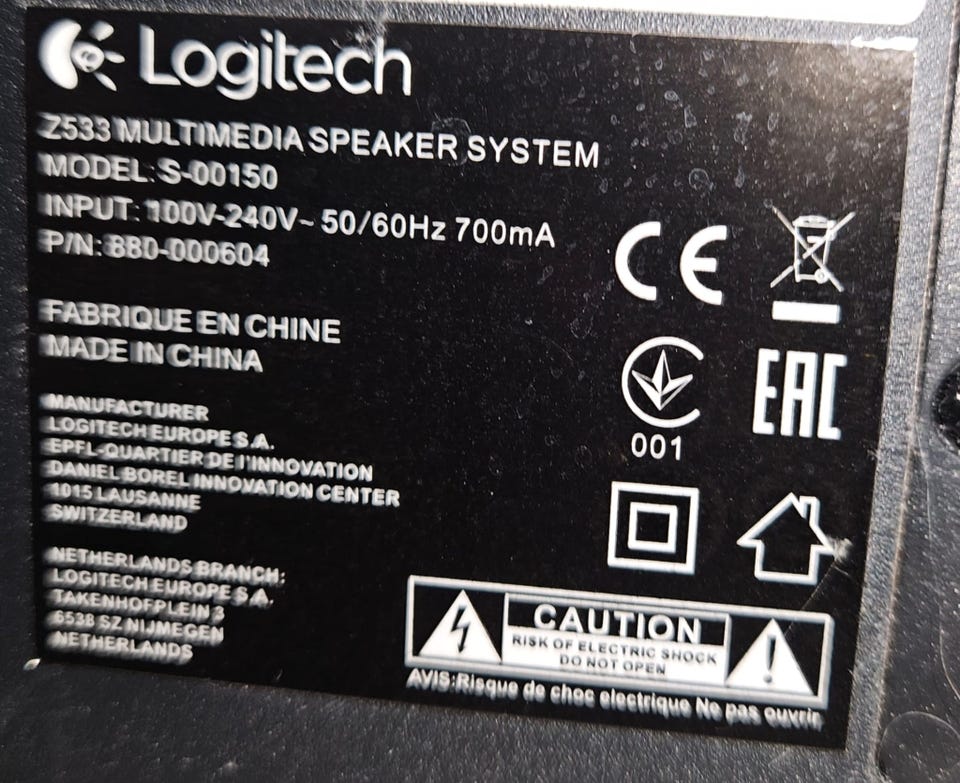 Logitech
Z533 MULTIMEDIA SPEAKER SYSTEM
MODEL: S-00150
INPUT: 100V-240V~ 50/60Hz 700mA
P/N: 880-000604
FABRIQUE EN CHINE
MADE IN CHINA
MANUFACTURER
LOGITECH EUROPE S.A.
EPFL-QUARTIER DE I'INNOVATION
DANIEL BOREL INNOVATION CENTER
1015 LAUSANNE
SWITZERLAND
NETHERLANDS BRANCH:
LOGITECH EUROPE S.A.
TAKENHOFPLEIN 3
6538 SZ NIJMEGEN
NETHERLANDS
CE
001
EAC
CAUTION
RISK OF ELECTRIC SHOCK
DO NOT OPEN
AVIS:Risque de choc electrique Ne pas ouvrir.